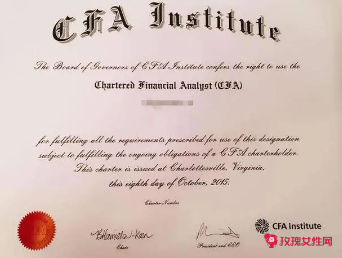 CFA Institute
The Board of Governors of CFA Institute confers the right to use the
Chartered Financial Analyst (CFA)
for fulfilling all the requirements prescribed for use of this designation
subject to fulfilling the ongoing obligations of a CFA charterholder.
This charter is issued at Charlottesville, Virginia,
this eighth day of October, 2015.
Charter Number
Chair
President and CEO
CFA Institute
玫瑰女性网